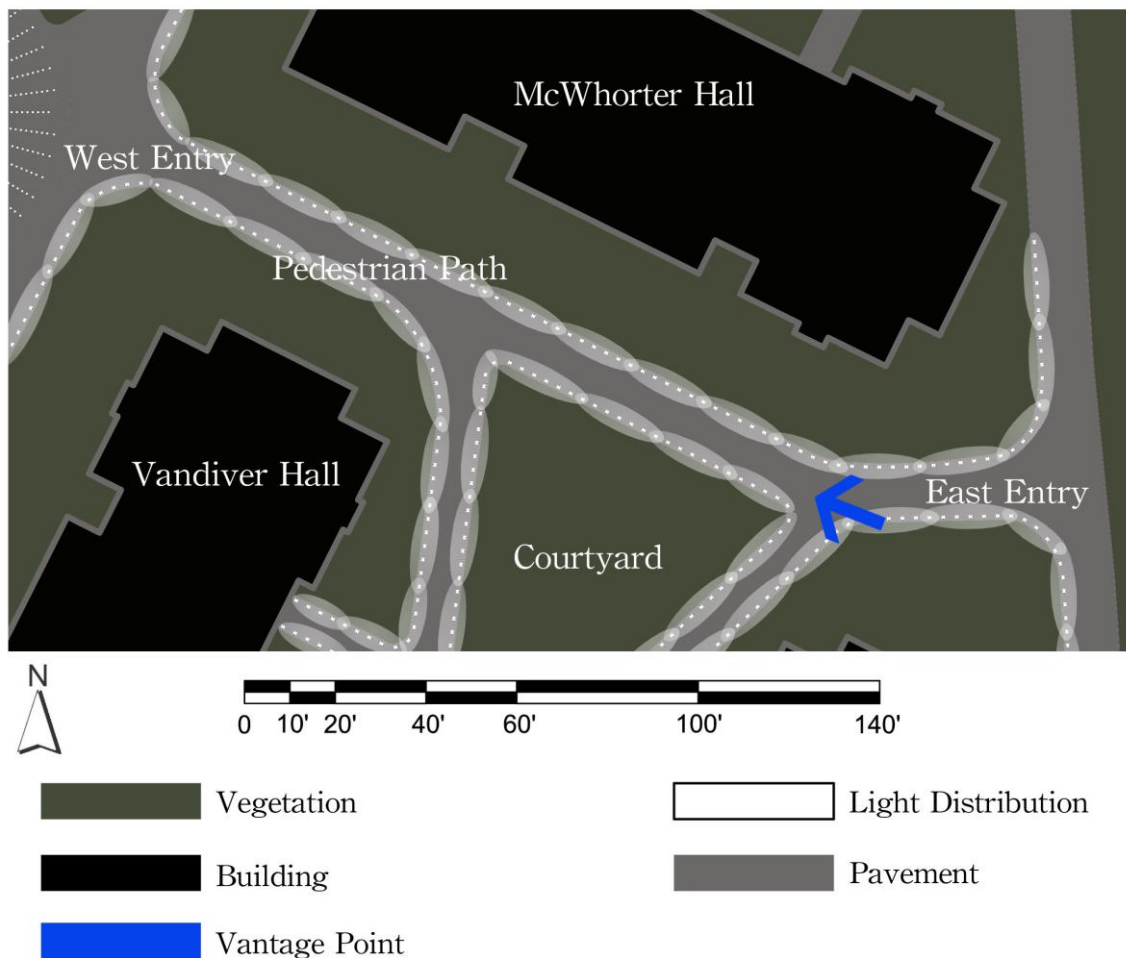 McWhorter Hall
West Entry
Pedestrian Path
Vandiver Hall
East Entry
Courtyard
N
0 10' 20' 40' 60' 100' 140'
Vegetation
Light Distribution
Building
Pavement
Vantage Point